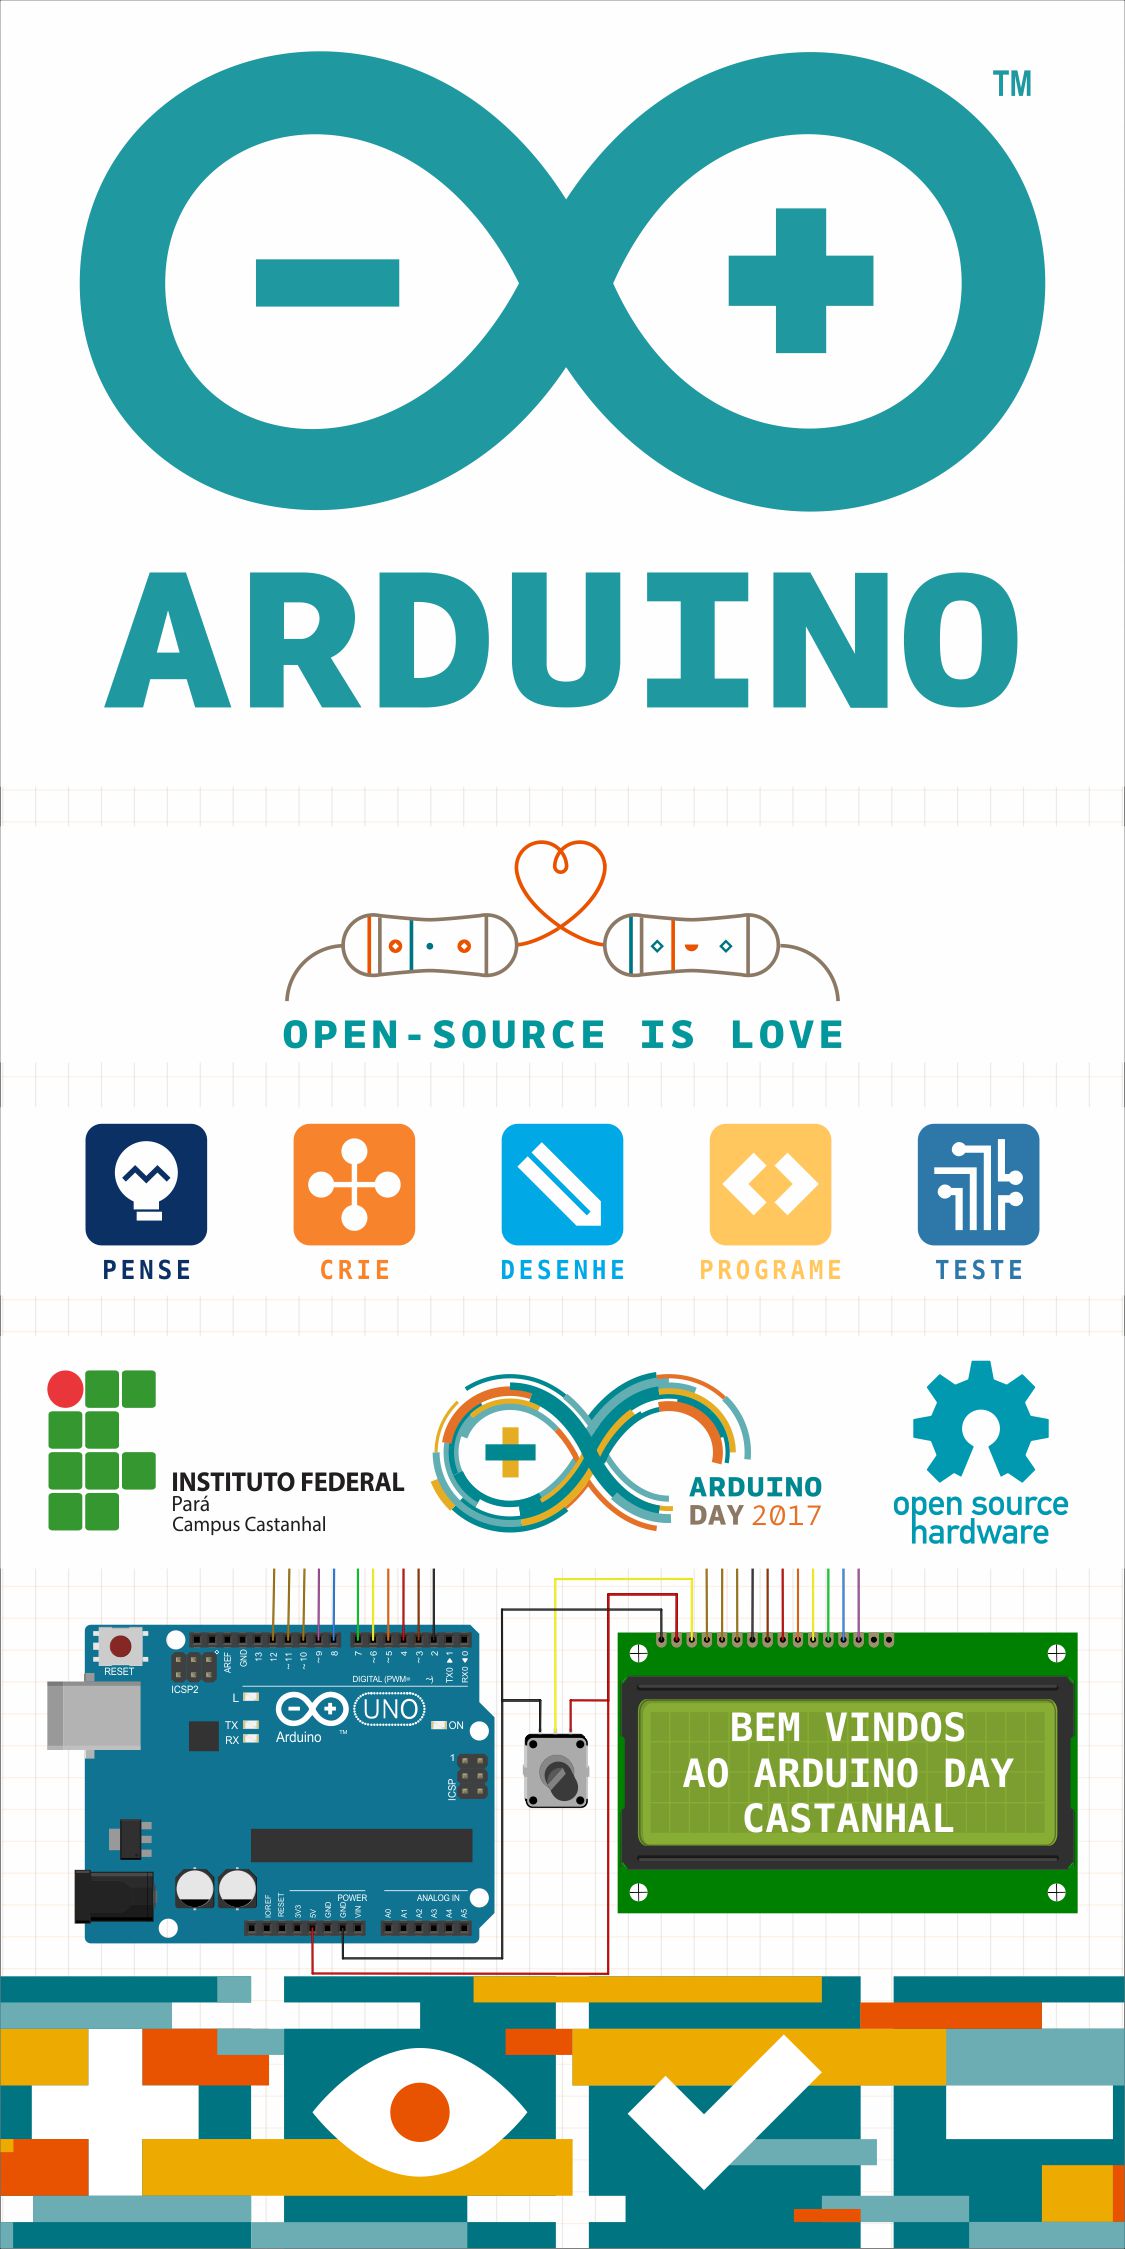 TM
ARDUINO
OPEN-SOURCE IS LOVE
PENSE CRIE DESENHE PROGRAME TESTE
INSTITUTO FEDERAL
Pará
Campus Castanhal
ARDUINO
DAY 2017
open source
hardware
RESET
ICSP2
AREF
GND
13
12
~11
~10
~9
8
7
~6
~5
4
~3
2
TX0 ▶ 1
RX0 ◀ 0
DIGITAL (PWM= ~)
L
TX
RX
Arduino
TM
UNO
ON
1
ICSP
IOREF
RESET
3V3
5V
GND
GND
VIN
POWER
ANALOG IN
A0
A1
A2
A3
A4
A5
BEM VINDOS
AO ARDUINO DAY
CASTANHAL